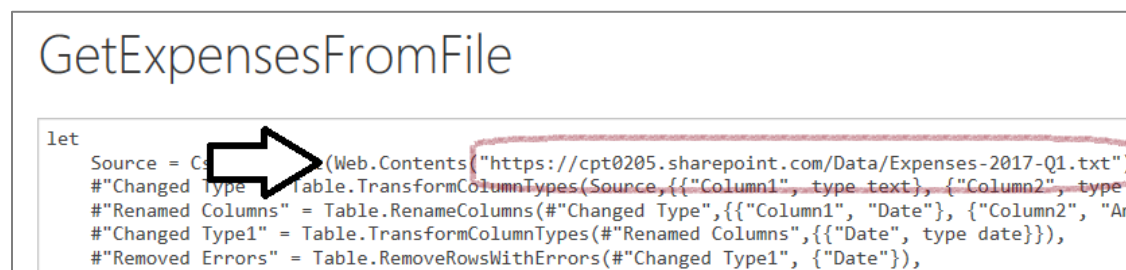 GetExpensesFromFile
let
Source = (Web.Contents("https://cpt0205.sharepoint.com/Data/Expenses-2017-Q1.txt")
#"Changed Type Table.TransformColumnTypes(Source,{{"Column1", type text}, {"Column2", type
#"Renamed Columns" = Table.RenameColumns(#"Changed Type",{{"Column1", "Date"}, {"Column2", "A
#"Changed Type1" = Table.TransformColumnTypes(#"Renamed Columns",{{"Date", type date}}),
#"Removed Errors" = Table.RemoveRowsWithErrors(#"Changed Type1", {"Date"}),